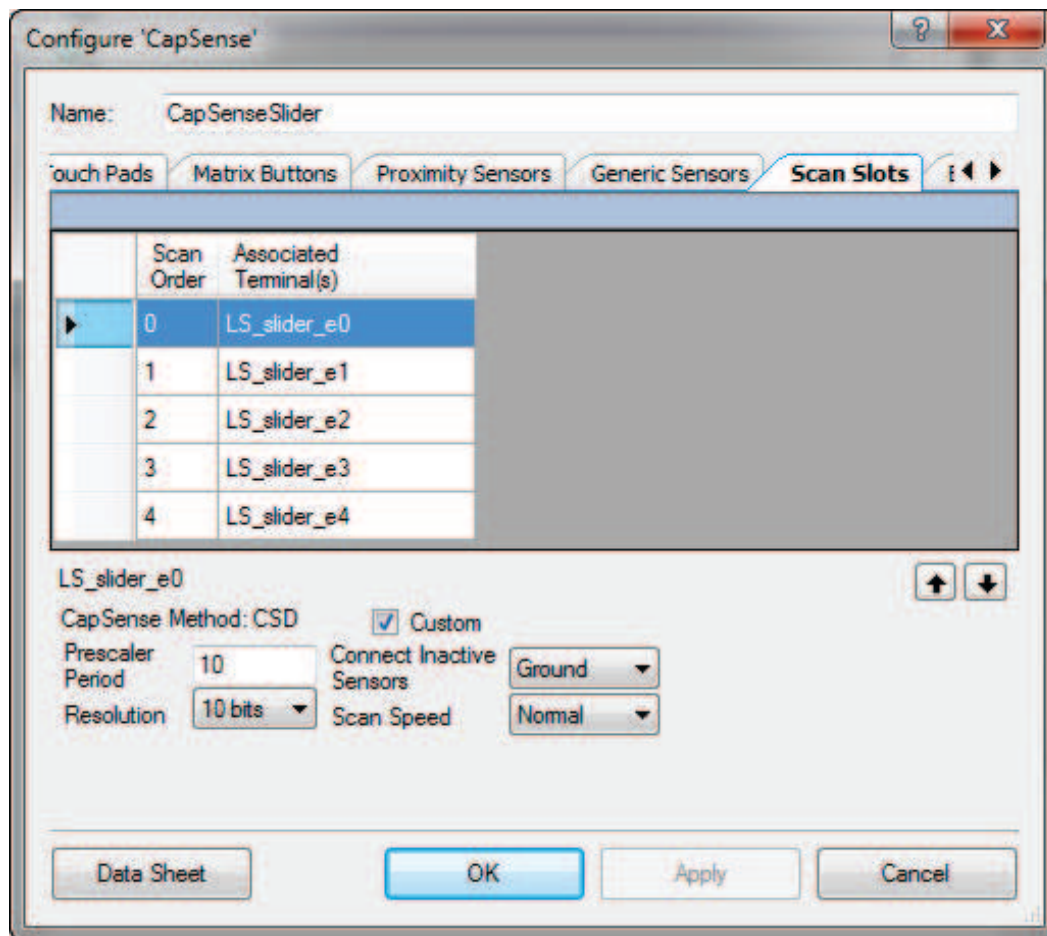 Configure 'CapSense'
Name: CapSenseSlider
ouch Pads Matrix Buttons Proximity Sensors Generic Sensors Scan Slots
Scan Order Associated Terminal(s)
0 LS_slider_e0
1 LS_slider_e1
2 LS_slider_e2
3 LS_slider_e3
4 LS_slider_e4
LS_slider_e0
CapSense Method: CSD Custom
Prescaler Period 10 Connect Inactive Sensors Ground
Resolution 10 bits Scan Speed Normal
Data Sheet OK Apply Cancel